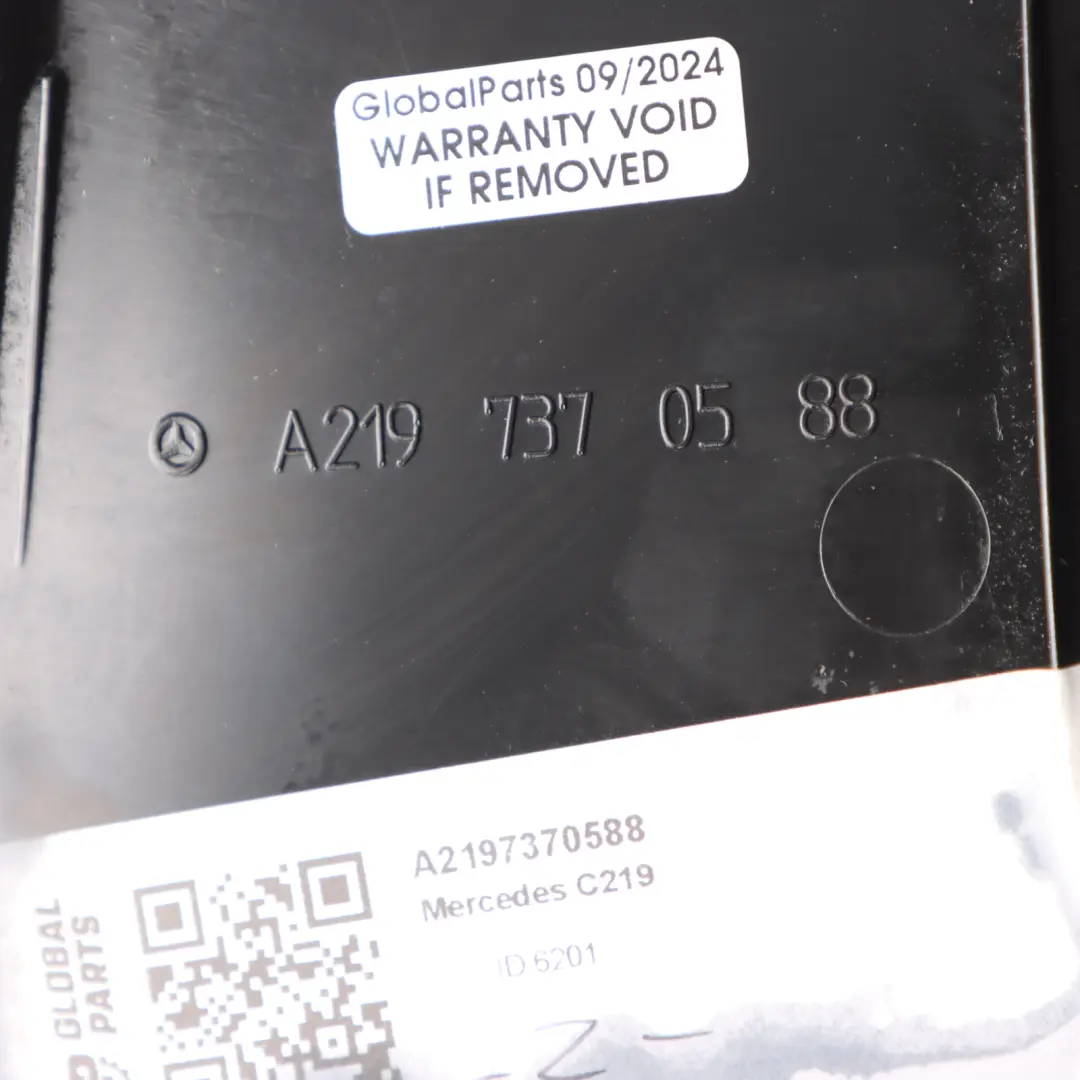 GlobalParts 09/2024
WARRANTY VOID
IF REMOVED
A219 737 05 88
A2197370588
Mercedes C219
ID 6201
GLOBAL
PARTS
-Z-